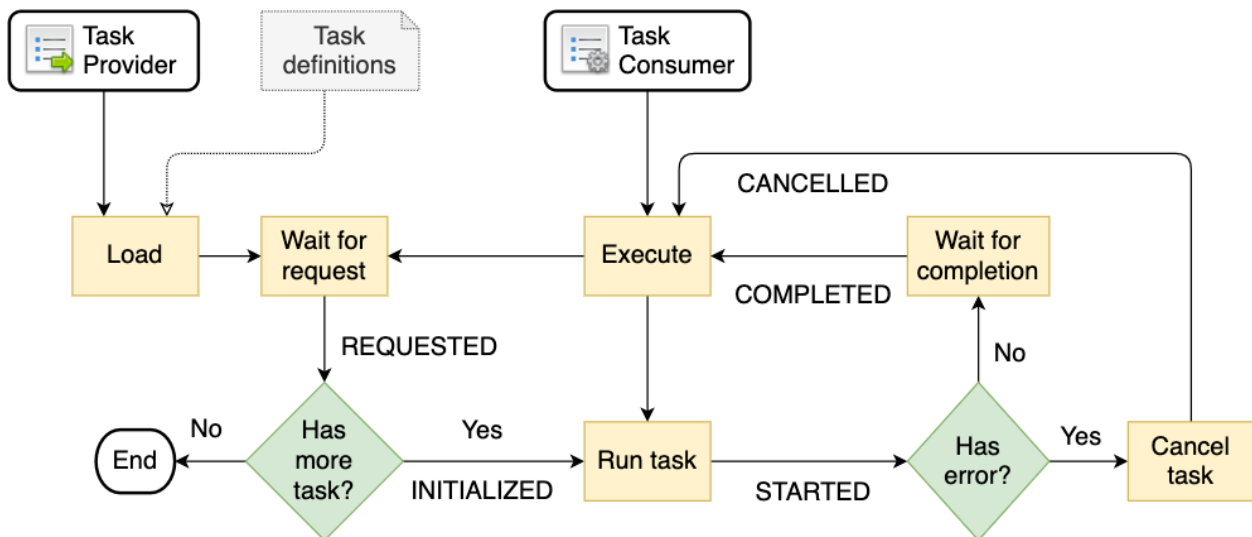 Task
Provider
Task
definitions
Task
Consumer
CANCELLED
Load
Wait for
request
Execute
Wait for
completion
COMPLETED
REQUESTED
No
No
Has
more
task?
Yes
End
INITIALIZED
Run task
STARTED
Has
error?
Yes
Cancel
task